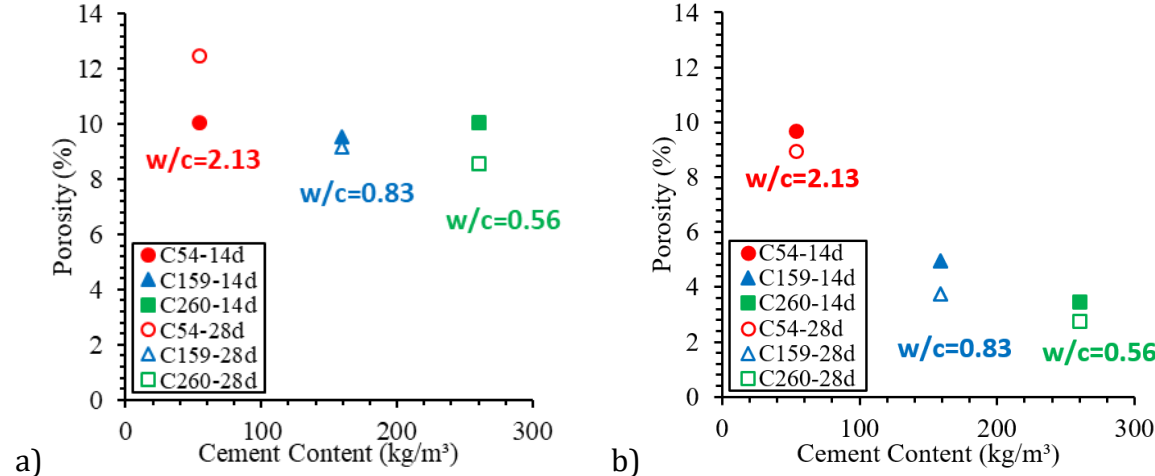 14
12
10
8
6
4
2
0
Porosity (%)
w/c=2.13
w/c=0.83
w/c=0.56
C54-14d
C159-14d
C260-14d
C54-28d
C159-28d
C260-28d
0 100 200 300
Cement Content (kg/m³)
a)
14
12
10
8
6
4
2
0
Porosity (%)
w/c=2.13
w/c=0.83
w/c=0.56
C54-14d
C159-14d
C260-14d
C54-28d
C159-28d
C260-28d
0 100 200 300
Cement Content (kg/m³)
b)